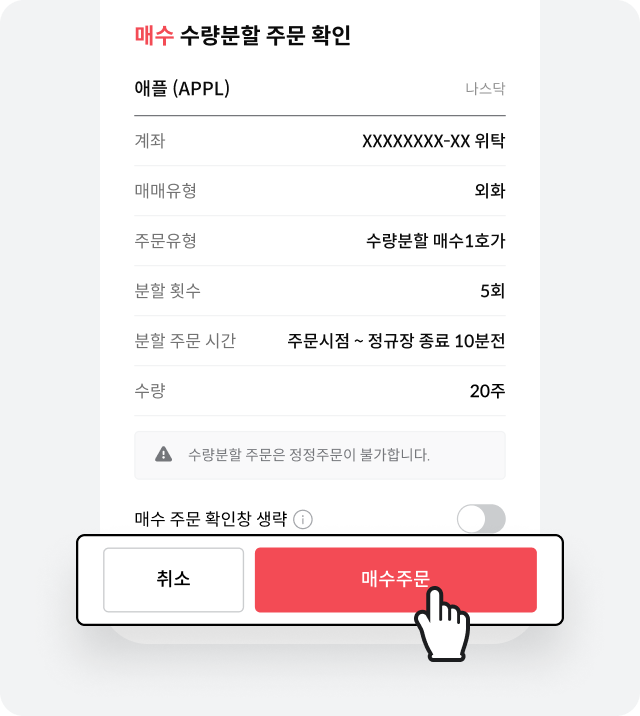 매수 수량분할 주문 확인
애플 (APPL) 나스닥
계좌 XXXXXXXX-XX 위탁
매매유형 외화
주문유형 수량분할 매수1호가
분할 횟수 5회
분할 주문 시간 주문시점 ~ 정규장 종료 10분전
수량 20주
수량분할 주문은 정정주문이 불가합니다.
매수 주문 확인창 생략
취소 매수주문